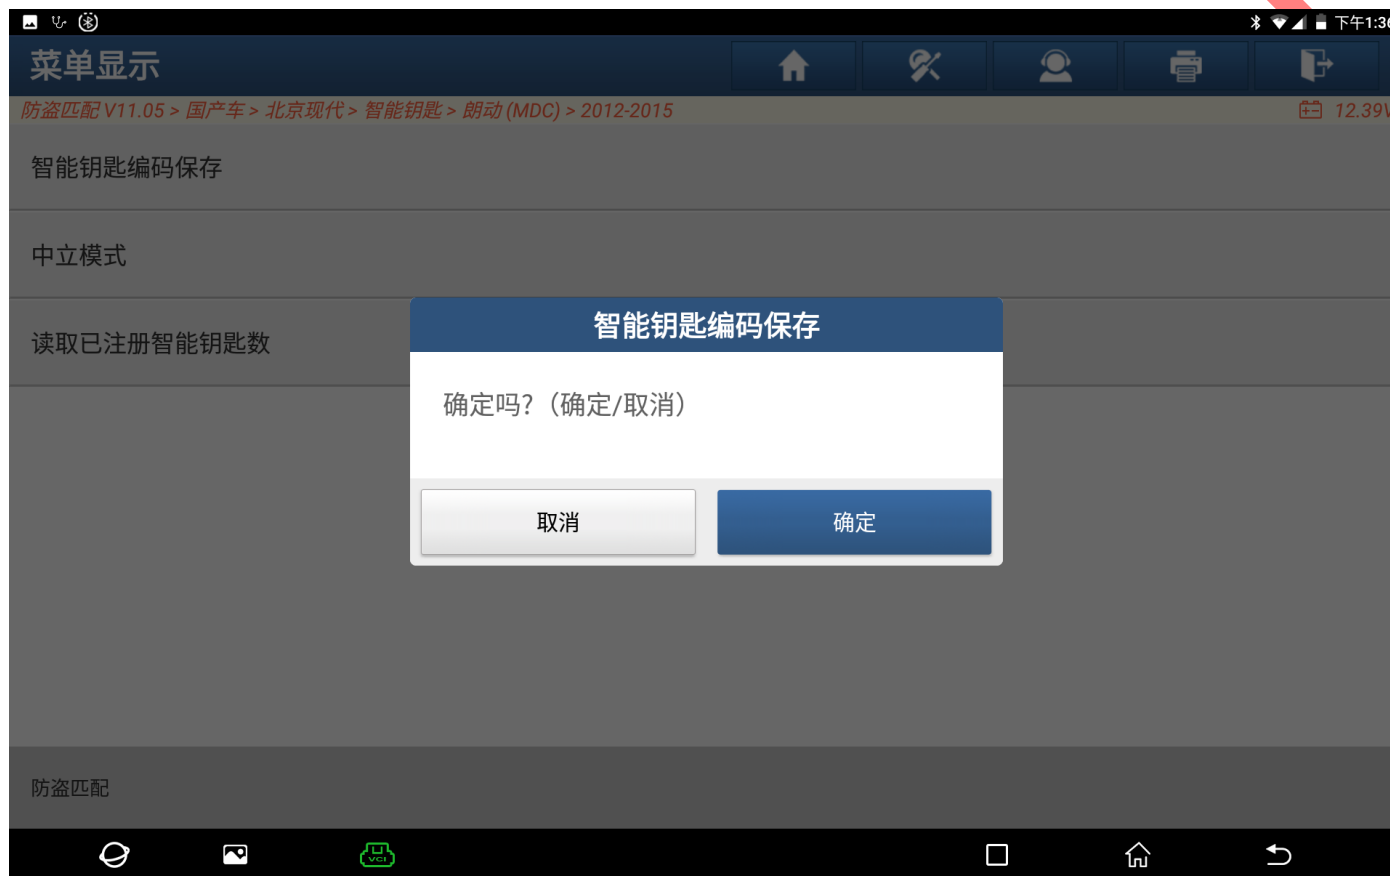 下午1:36
菜单显示
防盗匹配 V11.05 > 国产车 > 北京现代 > 智能钥匙 > 朗动 (MDC) > 2012-2015
12.39V
智能钥匙编码保存
中立模式
读取已注册智能钥匙数
智能钥匙编码保存
确定吗?（确定/取消）
取消
确定
防盗匹配
VCI